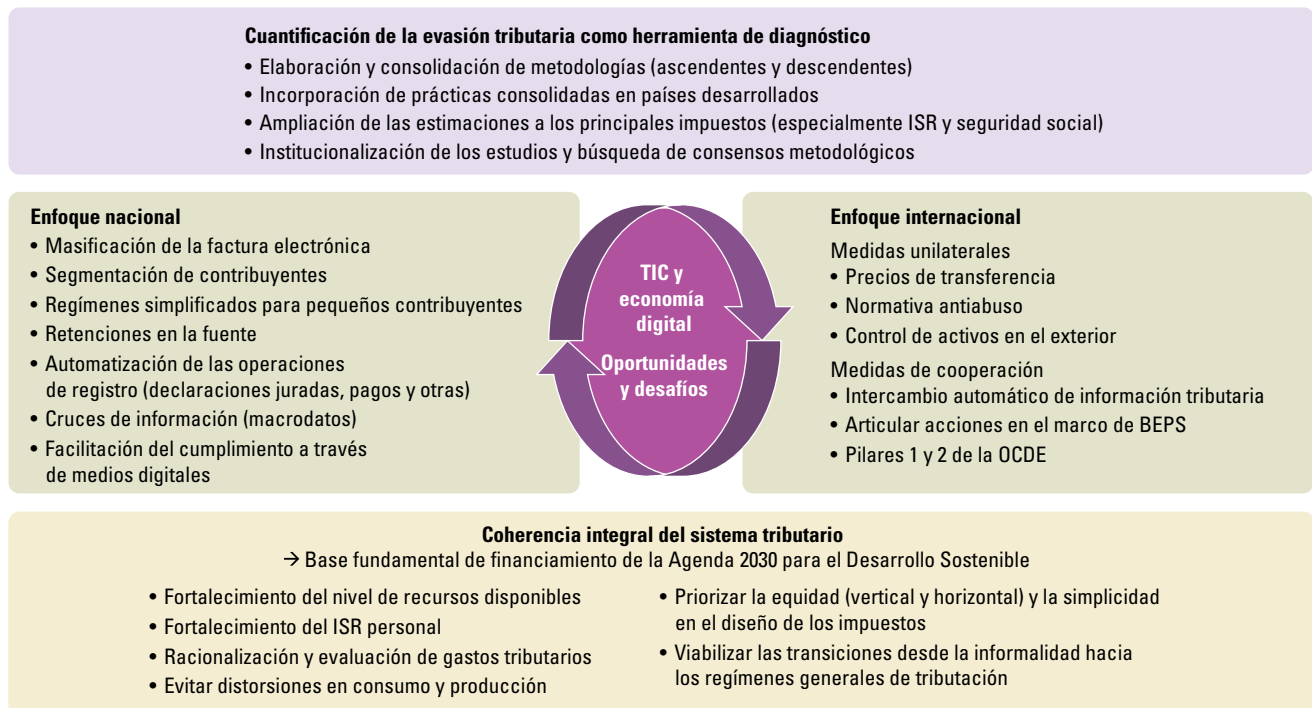 Cuantificación de la evasión tributaria como herramienta de diagnóstico
• Elaboración y consolidación de metodologías (ascendentes y descendentes)
• Incorporación de prácticas consolidadas en países desarrollados
• Ampliación de las estimaciones a los principales impuestos (especialmente ISR y seguridad social)
• Institucionalización de los estudios y búsqueda de consensos metodológicos
Enfoque nacional
• Masificación de la factura electrónica
• Segmentación de contribuyentes
• Regímenes simplificados para pequeños contribuyentes
• Retenciones en la fuente
• Automatización de las operaciones
de registro (declaraciones juradas, pagos y otras)
• Cruces de información (macrodatos)
• Facilitación del cumplimiento a través
de medios digitales
TIC y
economía
digital
Oportunidades
y desafíos
Enfoque internacional
Medidas unilaterales
• Precios de transferencia
• Normativa antiabuso
• Control de activos en el exterior
Medidas de cooperación
• Intercambio automático de información tributaria
• Articular acciones en el marco de BEPS
• Pilares 1 y 2 de la OCDE
Coherencia integral del sistema tributario
→ Base fundamental de financiamiento de la Agenda 2030 para el Desarrollo Sostenible
• Fortalecimiento del nivel de recursos disponibles
• Fortalecimiento del ISR personal
• Racionalización y evaluación de gastos tributarios
• Evitar distorsiones en consumo y producción
• Priorizar la equidad (vertical y horizontal) y la simplicidad
en el diseño de los impuestos
• Viabilizar las transiciones desde la informalidad hacia
los regímenes generales de tributación